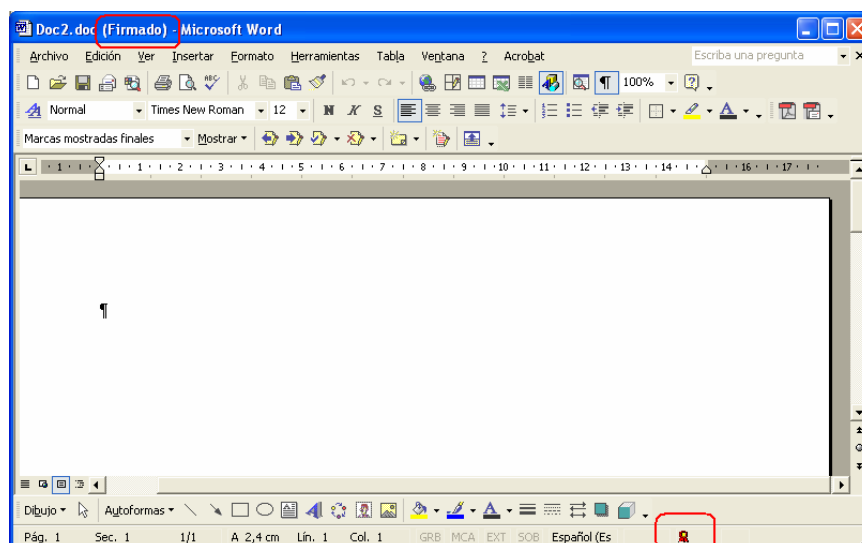 Doc2.doc (Firmado) - Microsoft Word
Archivo Edición Ver Insertar Formato Herramientas Tabla Ventana ? Acrobat Escriba una pregunta
100%
Normal Times New Roman 12 N K S
Marcas mostradas finales Mostrar
L 1 1 2 3 4 5 6 7 8 9 10 11 12 13 14 16 17
¶
Dibujo Autoformas
Pág. 1 Sec. 1 1/1 A 2,4 cm Lín. 1 Col. 1 GRB MCA EXT SOB Español (Es